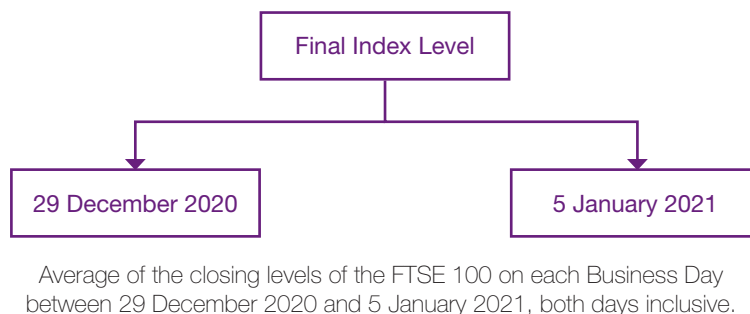 Final Index Level
29 December 2020
5 January 2021
Average of the closing levels of the FTSE 100 on each Business Day
between 29 December 2020 and 5 January 2021, both days inclusive.